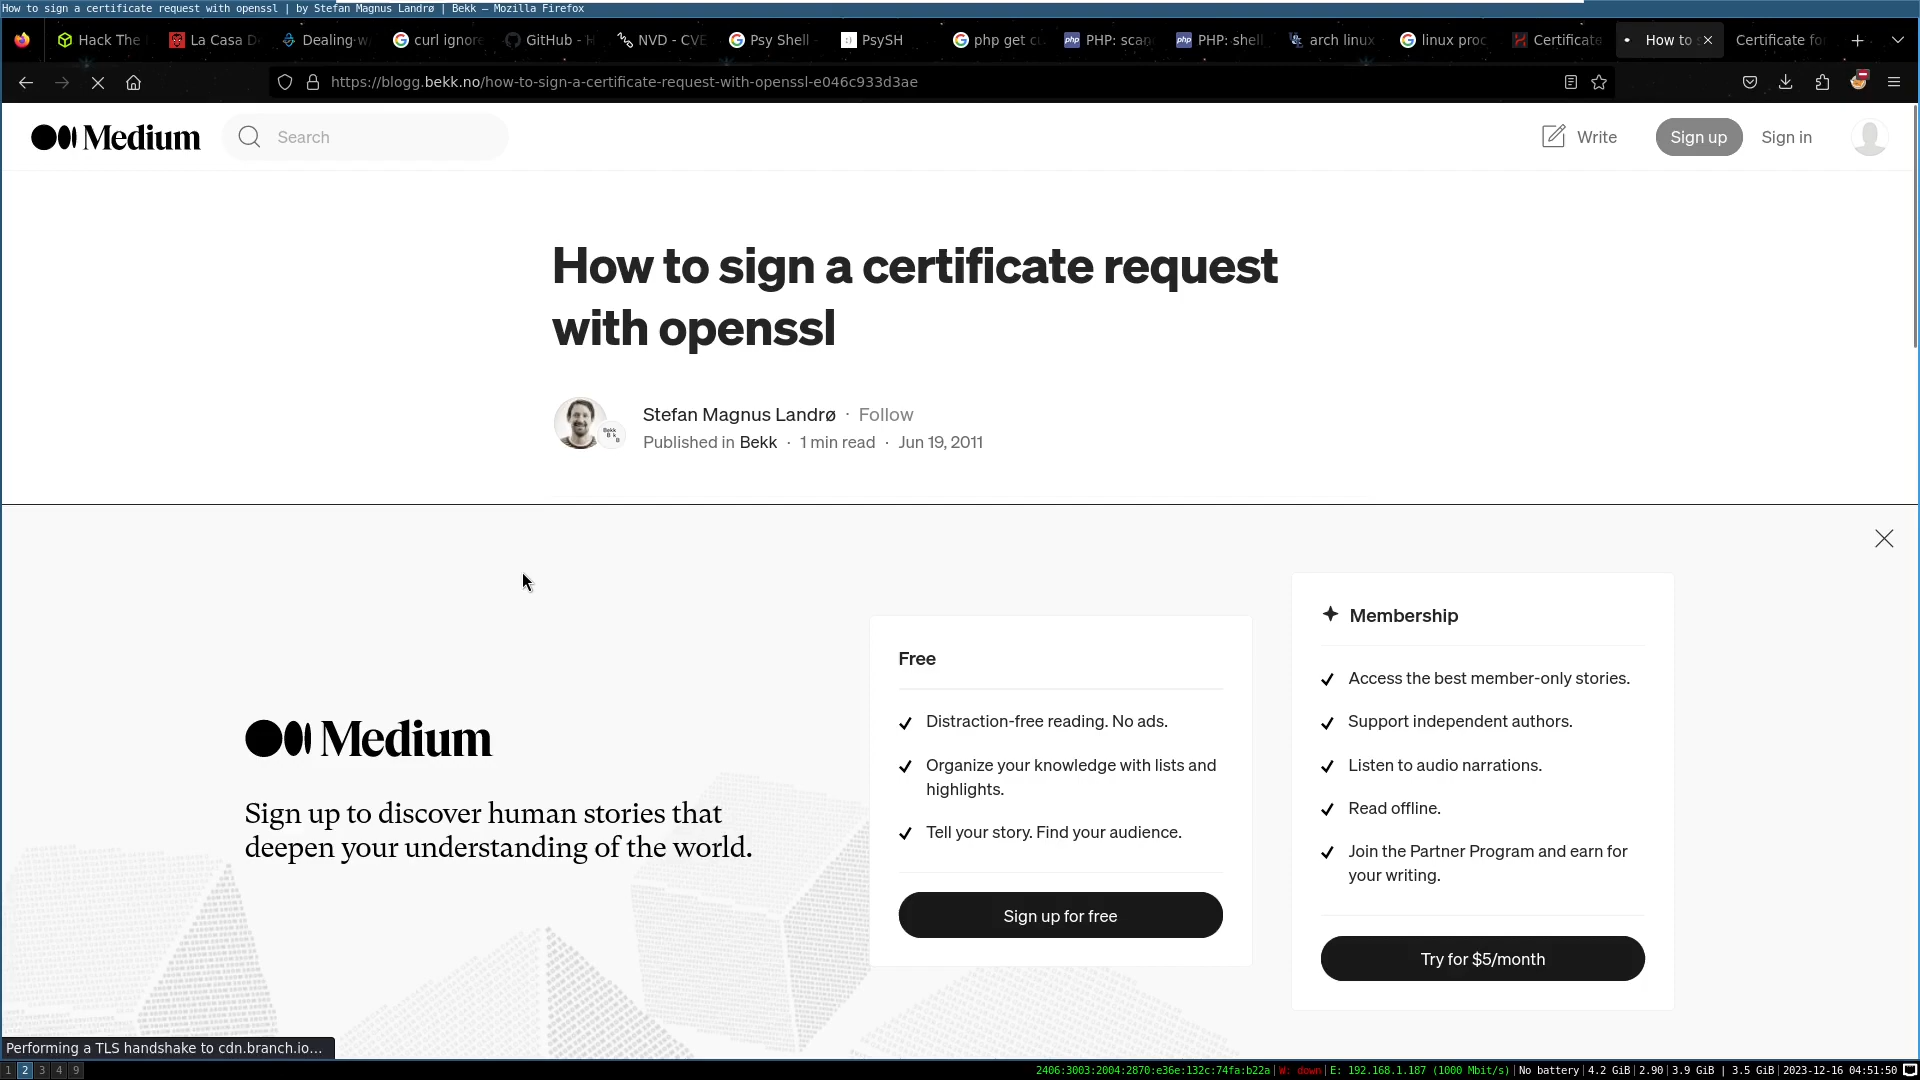 How to sign a certificate request with openssl | by Stefan Magnus Landrø | Bekk — Mozilla Firefox
Hack The
La Casa D
Dealing w
curl ignore
GitHub - H
NVD - CVE
Psy Shell
PsySH
php get cu
PHP: scan
PHP: shell
arch linux
linux proc
Certificate
How to s
Certificate fo
https://blogg.bekk.no/how-to-sign-a-certificate-request-with-openssl-e046c933d3ae
Medium
Search
Write
Sign up
Sign in
How to sign a certificate request
with openssl
Stefan Magnus Landrø · Follow
Published in Bekk · 1 min read · Jun 19, 2011
Medium
Sign up to discover human stories that
deepen your understanding of the world.
Free
Distraction-free reading. No ads.
Organize your knowledge with lists and
highlights.
Tell your story. Find your audience.
Sign up for free
Membership
Access the best member-only stories.
Support independent authors.
Listen to audio narrations.
Read offline.
Join the Partner Program and earn for
your writing.
Try for $5/month
Performing a TLS handshake to cdn.branch.io…
1 2 3 4 9
2406:3003:2004:2870:e36e:132c:74fa:b22a | W: down | E: 192.168.1.187 (1000 Mbit/s) | No battery | 4.2 GiB | 2.90 | 3.9 GiB | 3.5 GiB | 2023-12-16 04:51:50